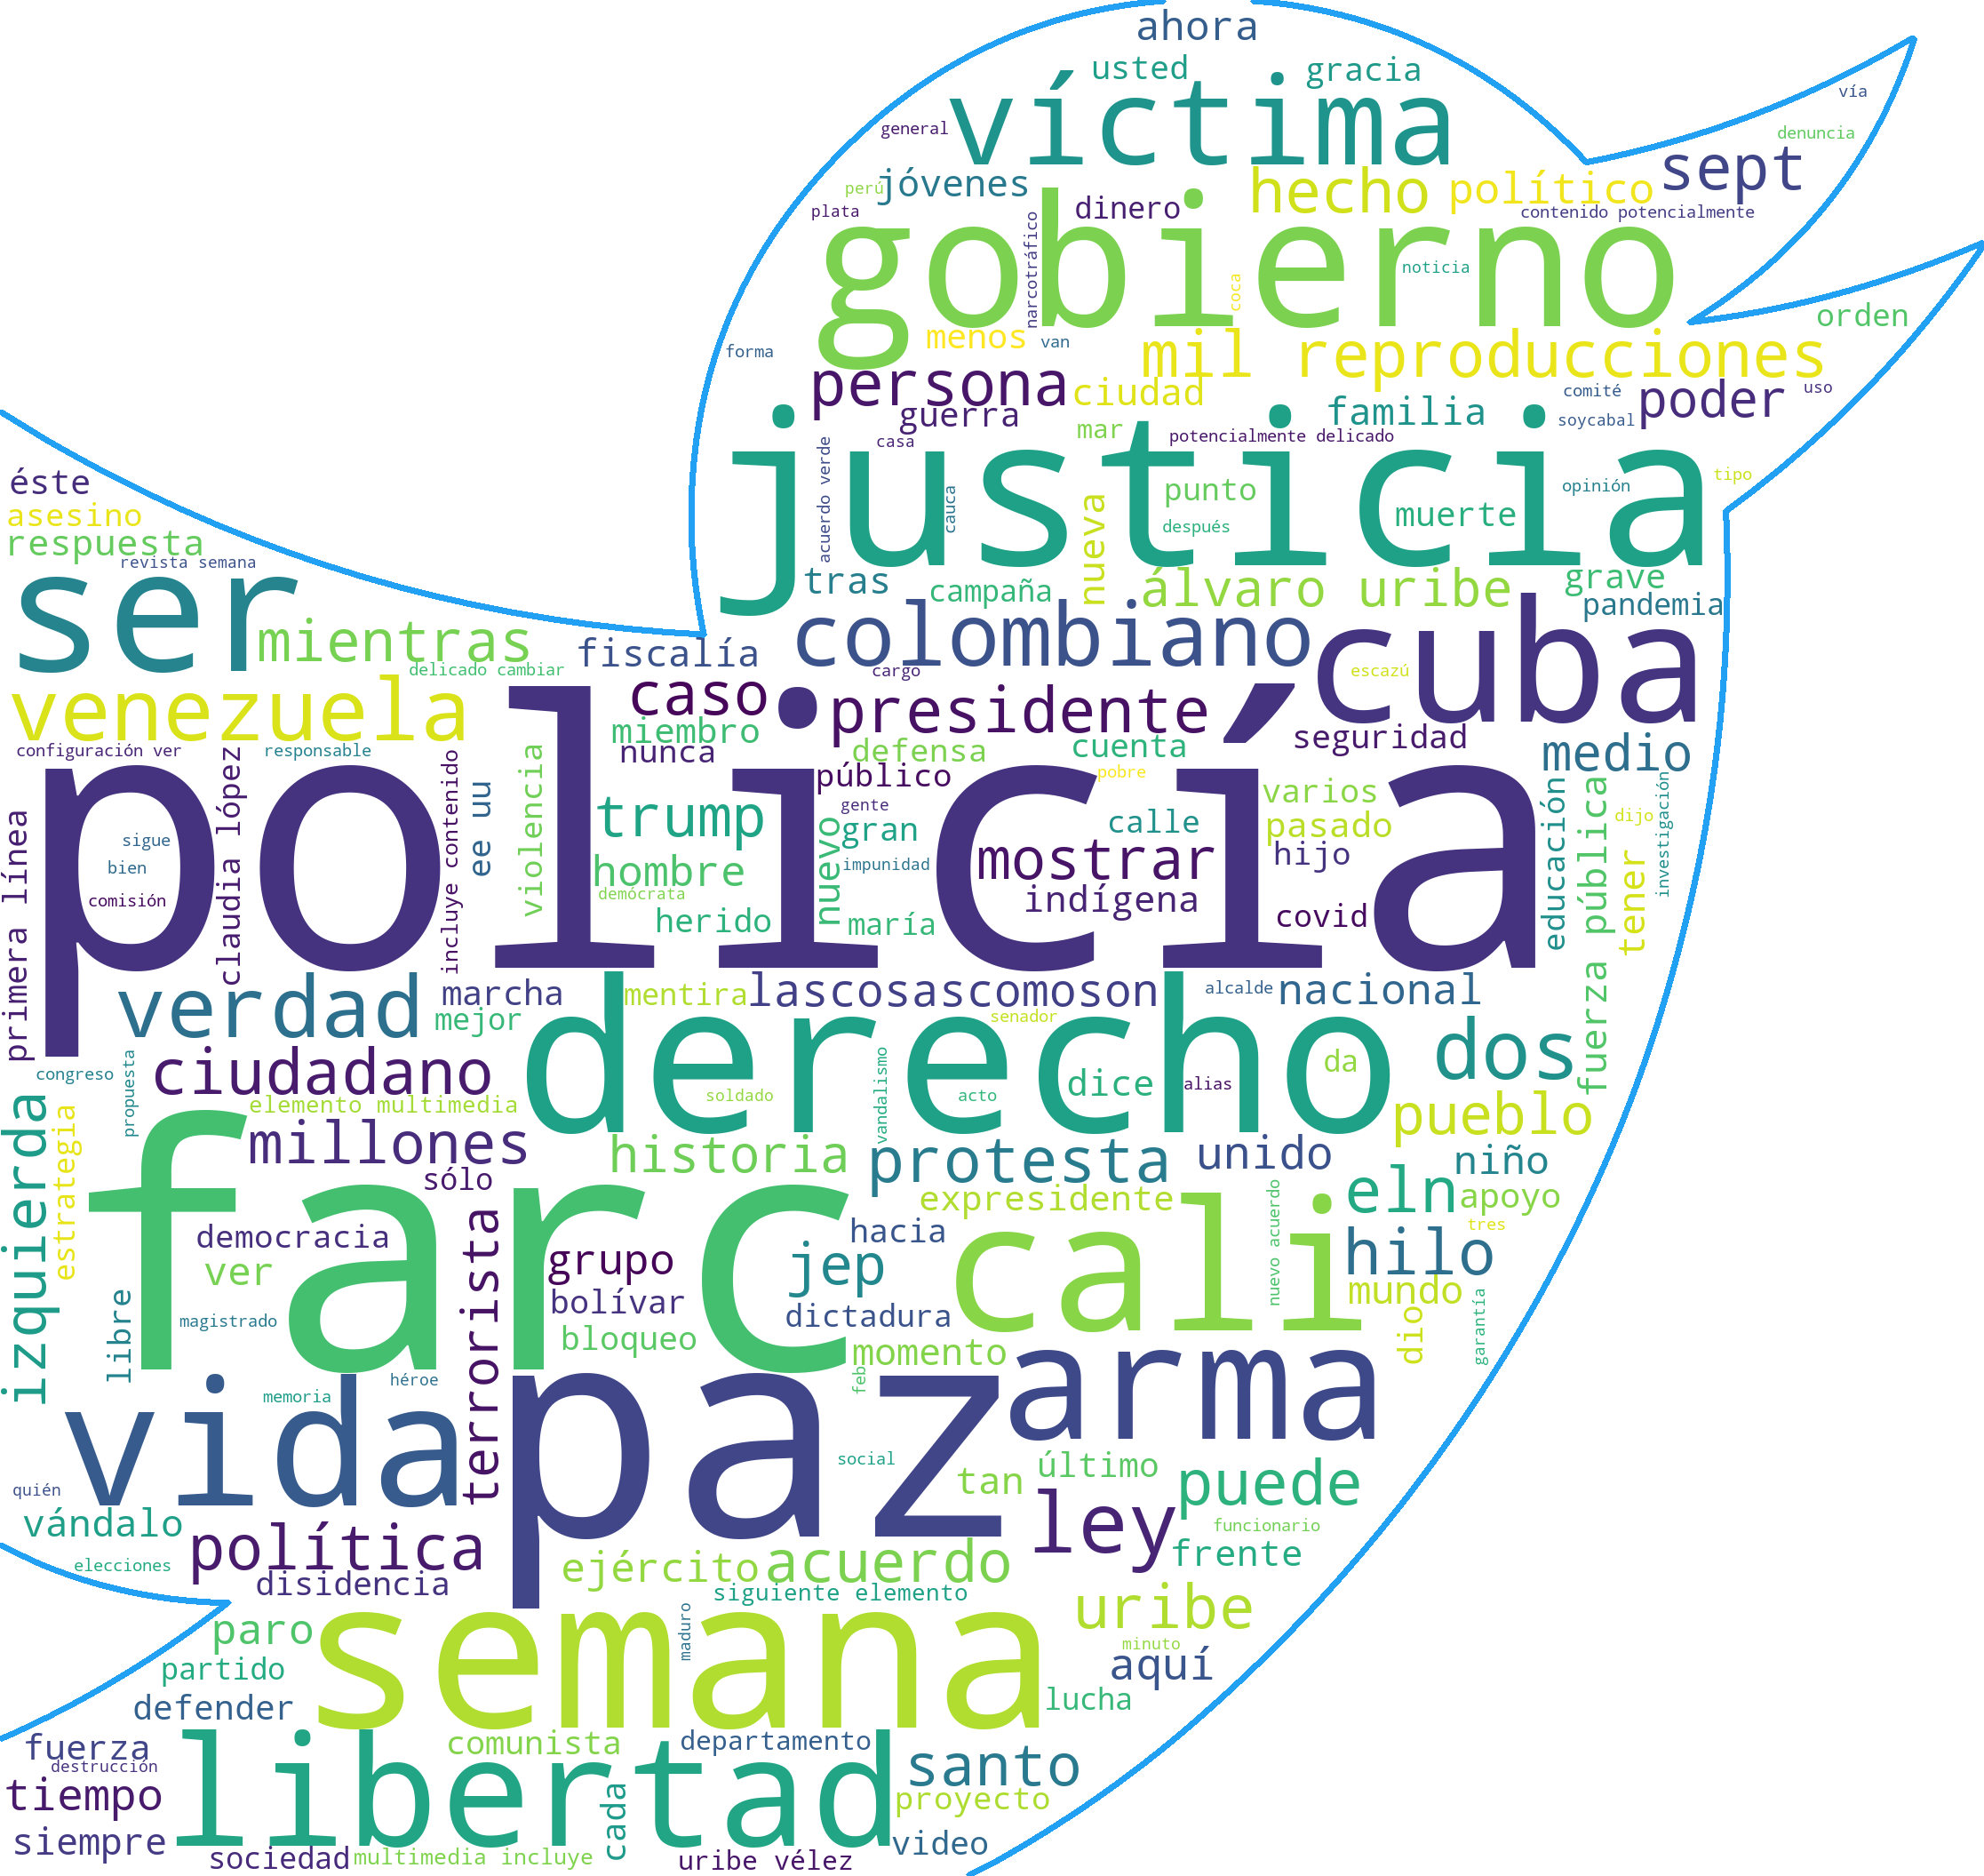 ahora
usted
gracia
víctima
vía
general
denuncia
sept
perú
jóvenes
hecho
político
plata
dinero
contenido potencialmente
narcotráfico
gobierno
noticia
coca
orden
forma
menos
van
mil reproducciones
persona
ciudad
comité
poder
uso
guerra
familia
soycabal
mar
casa
potencialmente delicado
acuerdo verde
justicia
tipo
éste
cauca
nueva
punto
opinión
asesino
muerte
respuesta
después
revista semana
ser
tras
campaña
álvaro uribe
grave
pandemia
mientras
fiscalía
colombiano
cuba
delicado cambiar
cargo
escazú
venezuela
caso
presidente
miembro
seguridad
configuración ver
responsable
nunca
defensa
cuenta
medio
público
pobre
policía
primera línea
claudia lópez
incluye contenido
ee uu
violencia
trump
gente
gran
calle
varios
pasado
educación
fuerza pública
dijo
investigación
sigue
bien
hombre
nuevo
impunidad
mostrar
hijo
tener
comisión
demócrata
indígena
herido
maría
covid
verdad
marcha
mentira
lascosascomoson
alcalde
nacional
mejor
senador
derecho
dos
congreso
propuesta
ciudadano
vandalismo
dice
da
alias
soldado
acto
izquierda
estrategia
elemento multimedia
pueblo
millones
historia
protesta
unido
niño
sólo
farc
expresidente
nuevo acuerdo
eln
apoyo
democracia
terrorista
hacia
cali
tres
ver
grupo
jep
hilo
libre
bolívar
mundo
magistrado
dictadura
dio
garantía
bloqueo
momento
arma
héroe
feb
memoria
vida
paz
social
último
quién
tan
puede
vándalo
ley
política
funcionario
elecciones
ejército
acuerdo
frente
disidencia
siguiente elemento
uribe
paro
semana
maduro
minuto
partido
aquí
defender
lucha
fuerza
comunista
departamento
destrucción
libertad
santo
tiempo
cada
proyecto
siempre
video
sociedad
multimedia incluye
uribe vélez